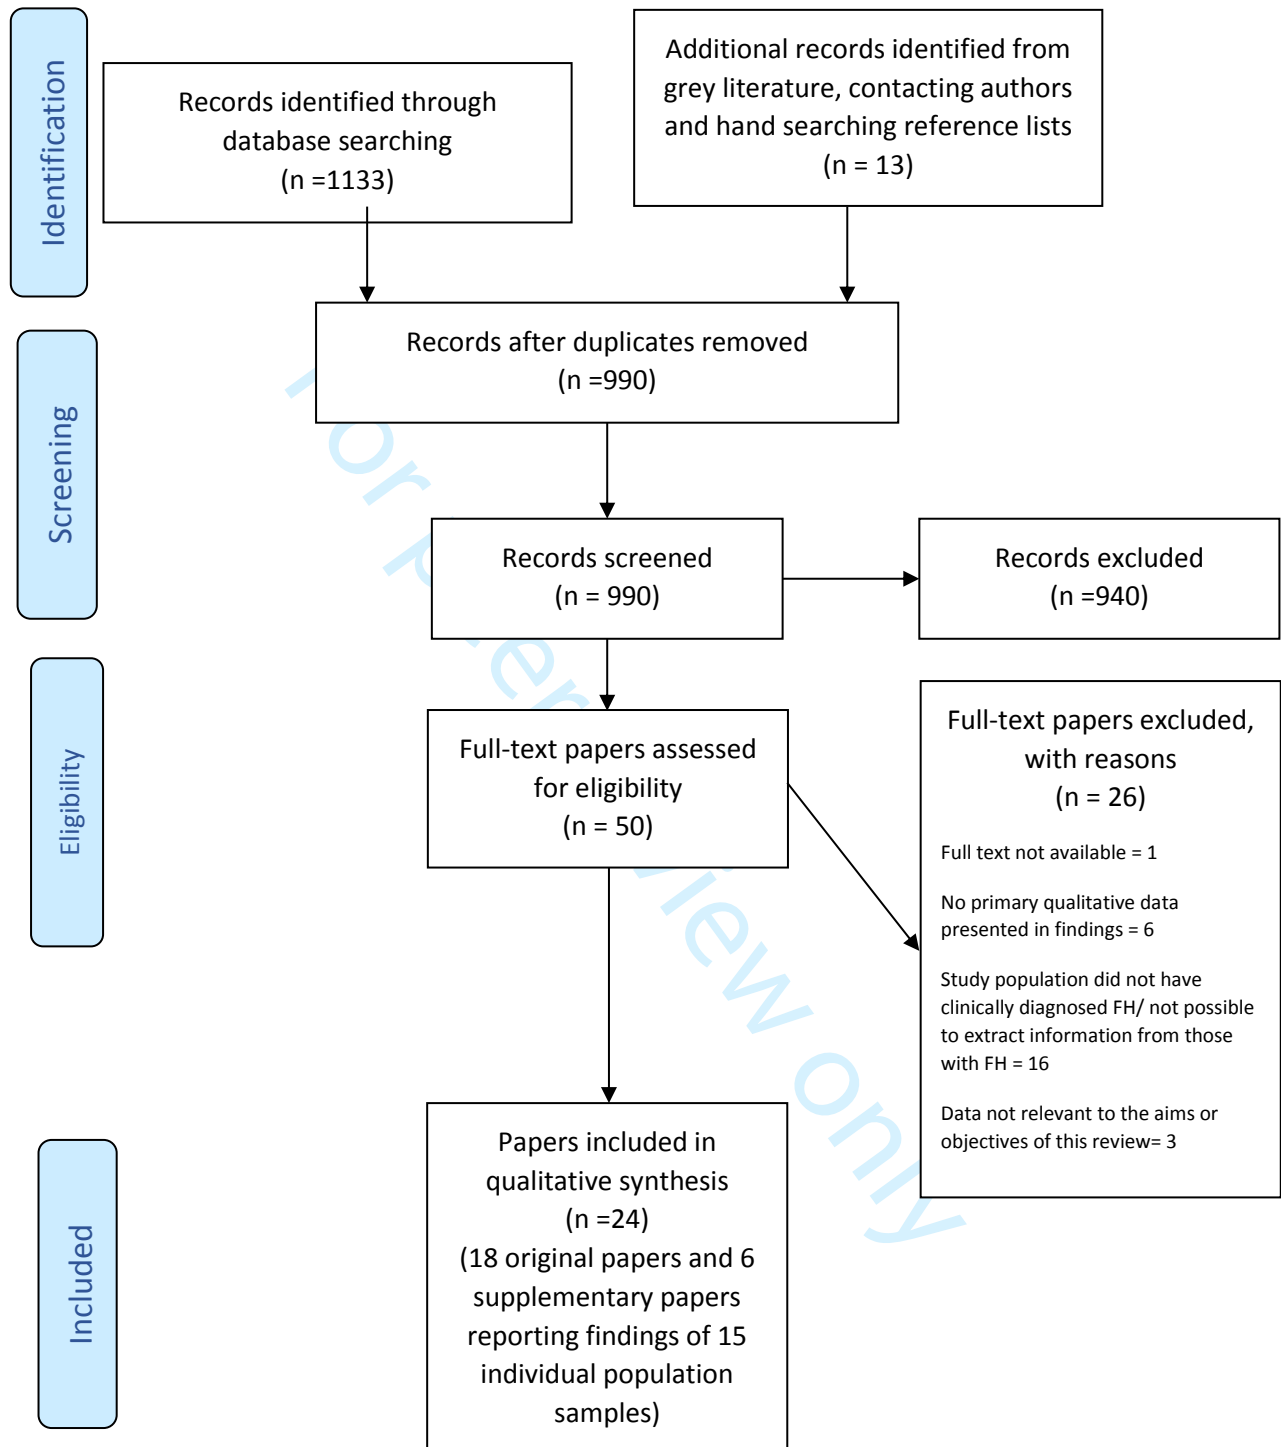 Identification
Records identified through
database searching
(n =1133)
Additional records identified from
grey literature, contacting authors
and hand searching reference lists
(n = 13)
Screening
Records after duplicates removed
(n =990)
Records screened
(n = 990)
Records excluded
(n =940)
Eligibility
Full-text papers assessed
for eligibility
(n = 50)
Full-text papers excluded,
with reasons
(n = 26)
Full text not available = 1
No primary qualitative data
presented in findings = 6
Study population did not have
clinically diagnosed FH/ not possible
to extract information from those
with FH = 16
Data not relevant to the aims or
objectives of this review= 3
Included
Papers included in
qualitative synthesis
(n =24)
(18 original papers and 6
supplementary papers
reporting findings of 15
individual population
samples)
For peer review only